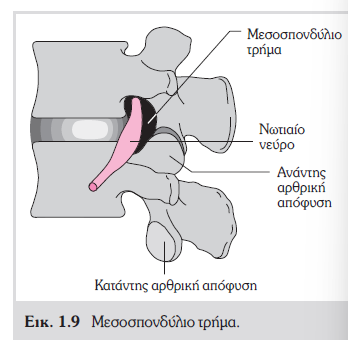 Μεσοσπονδύλιο
τρήμα
Νωτιαίο
νεύρο
Ανάντης
αρθρική
απόφυση
Κατάντης αρθρική απόφυση
Εικ. 1.9 Μεσοσπονδύλιο τρήμα.